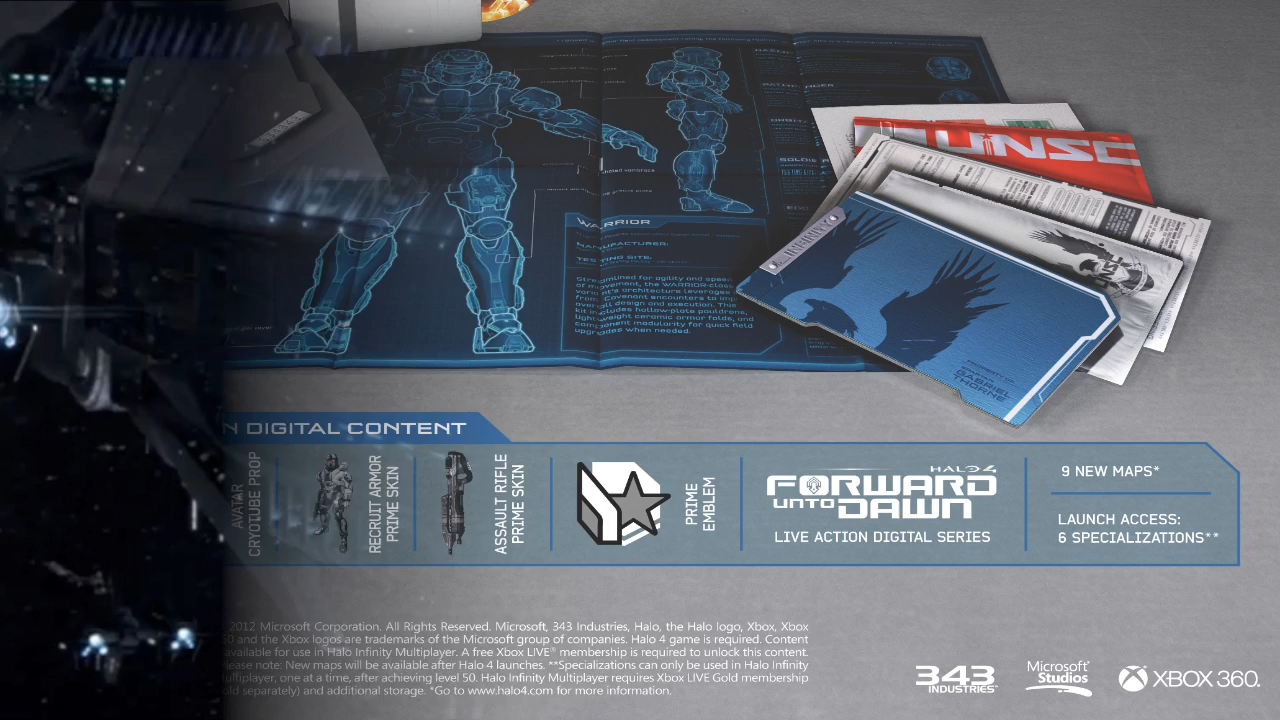 UNSC
INFINITY
WARRIOR
MANUFACTURER:
TESTING SITE:
Streamlined for agility and speed
of movement, the WARRIOR-class
variant's architecture leverages
from Covenant encounters to
overall design and execution. This
kit includes hollow-plate pouldrons,
lightweight ceramic armor folds, and
component modularity for quick field
upgrades when needed.
PROPERTY OF
SPARTAN
GABRIEL
THORNE
N DIGITAL CONTENT
AVATAR
CRYOTUBE PROP
RECRUIT ARMOR
PRIME SKIN
ASSAULT RIFLE
PRIME SKIN
PRIME
EMBLEM
HALO 4
FORWARD
UNTO DAWN
LIVE ACTION DIGITAL SERIES
9 NEW MAPS*
LAUNCH ACCESS:
6 SPECIALIZATIONS**
2012 Microsoft Corporation. All Rights Reserved. Microsoft, 343 Industries, Halo, the Halo logo, Xbox, Xbox
0 and the Xbox logos are trademarks of the Microsoft group of companies. Halo 4 game is required. Content
available for use in Halo Infinity Multiplayer. A free Xbox LIVE® membership is required to unlock this content.
lease note: New maps will be available after Halo 4 launches. **Specializations can only be used in Halo Infinity
ultiplayer, one at a time, after achieving level 50. Halo Infinity Multiplayer requires Xbox LIVE Gold membership
old separately) and additional storage. *Go to www.halo4.com for more information.
343
INDUSTRIES™
Microsoft®
Studios
XBOX 360.